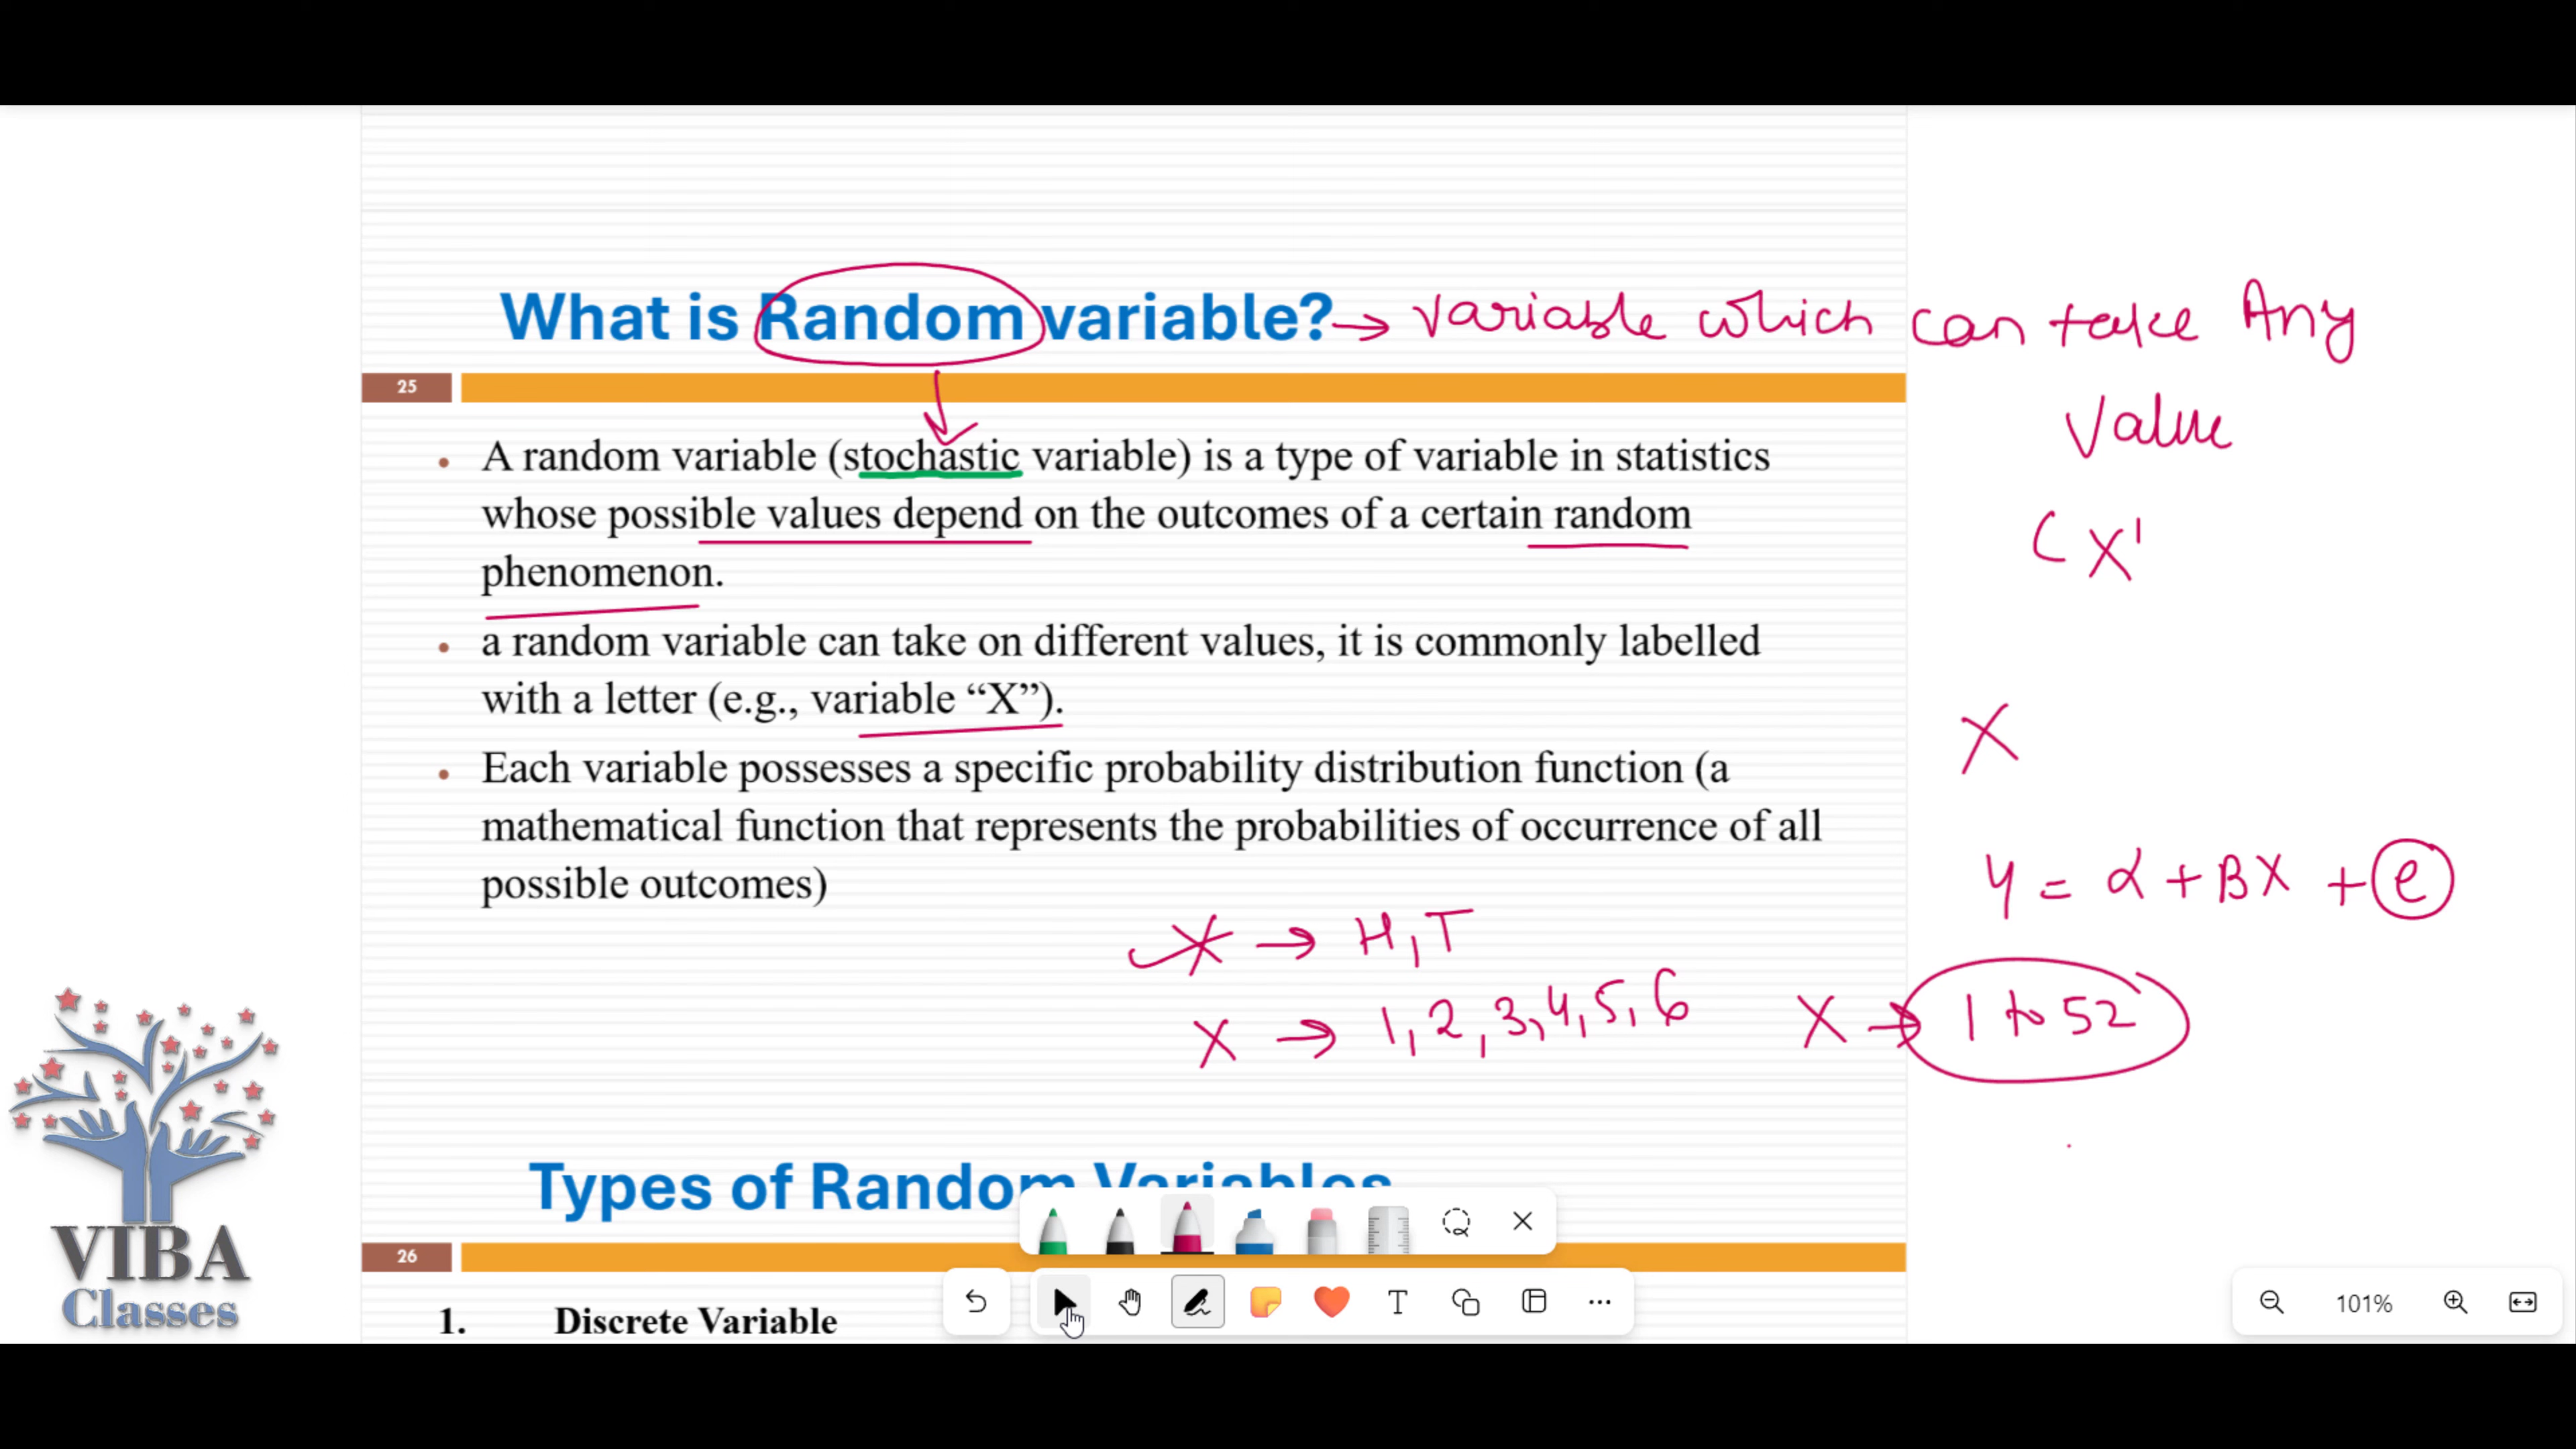 What is Random variable? → variable which can take Any
value
25
A random variable (stochastic variable) is a type of variable in statistics
whose possible values depend on the outcomes of a certain random
phenomenon.
(X'
a random variable can take on different values, it is commonly labelled
with a letter (e.g., variable “X”).
X
Each variable possesses a specific probability distribution function (a
mathematical function that represents the probabilities of occurrence of all
possible outcomes)
y = α + βX + e
X → H, T
X → 1, 2, 3, 4, 5, 6
X → 1 to 52
Types of Random Variables
26
1. Discrete Variable
VIBA
Classes
101%